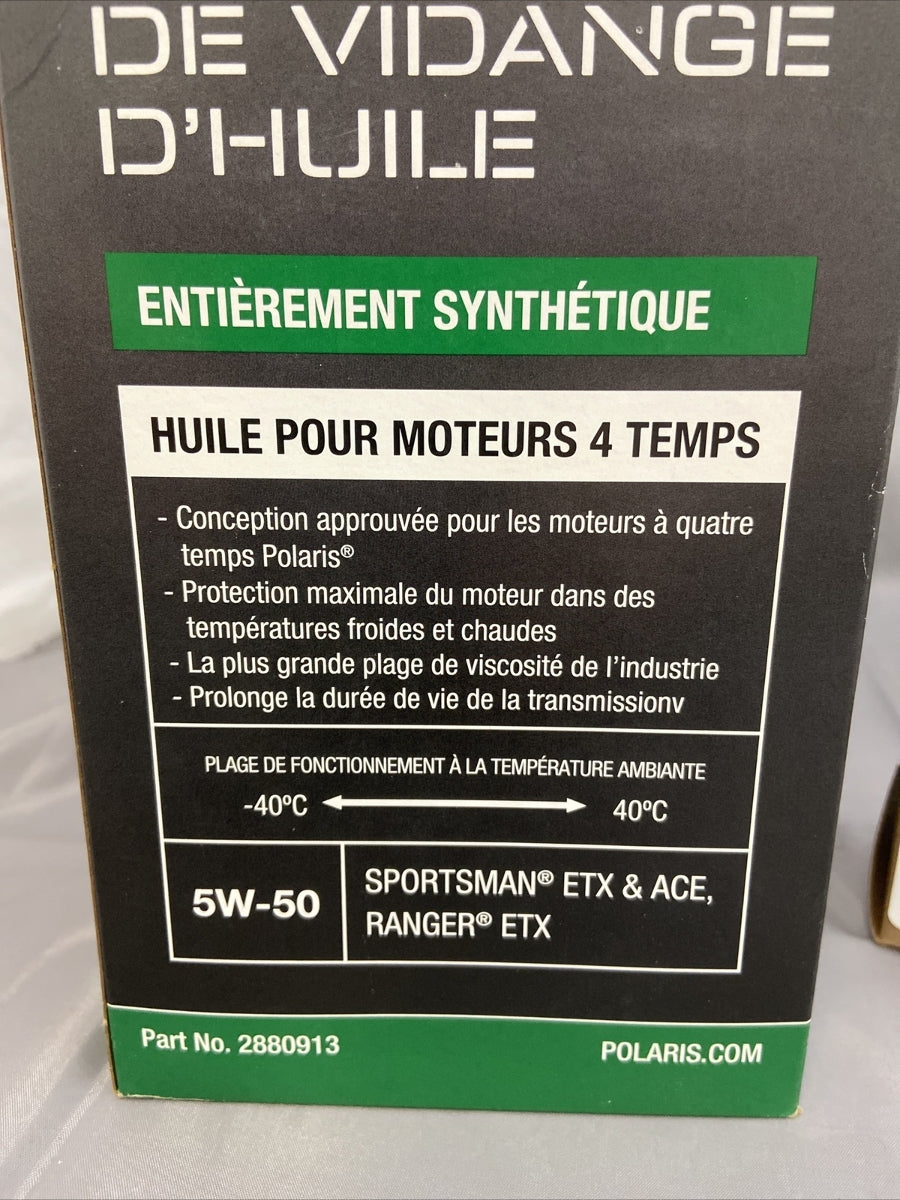 DE VIDANGE
D'HUILE
ENTIÈREMENT SYNTHÉTIQUE
HUILE POUR MOTEURS 4 TEMPS
- Conception approuvée pour les moteurs à quatre
temps Polaris®
- Protection maximale du moteur dans des
températures froides et chaudes
- La plus grande plage de viscosité de l'industrie
- Prolonge la durée de vie de la transmissionv
PLAGE DE FONCTIONNEMENT À LA TEMPÉRATURE AMBIANTE
-40ºC 40ºC
5W-50
SPORTSMAN® ETX & ACE,
RANGER® ETX
Part No. 2880913
POLARIS.COM